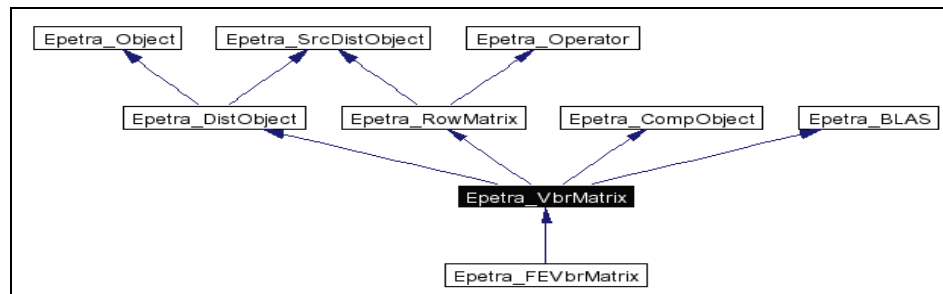 Epetra_Object
Epetra_SrcDistObject
Epetra_Operator
Epetra_DistObject
Epetra_RowMatrix
Epetra_CompObject
Epetra_BLAS
Epetra_VbrMatrix
Epetra_FEVbrMatrix